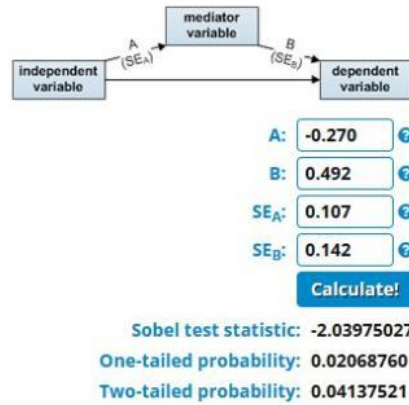 mediator
variable
A
(SEA)
B
(SEB)
independent
variable
dependent
variable
A: -0.270 ?
B: 0.492 ?
SEA: 0.107 ?
SEB: 0.142 ?
Calculate!
Sobel test statistic: -2.03975027
One-tailed probability: 0.02068760
Two-tailed probability: 0.04137521